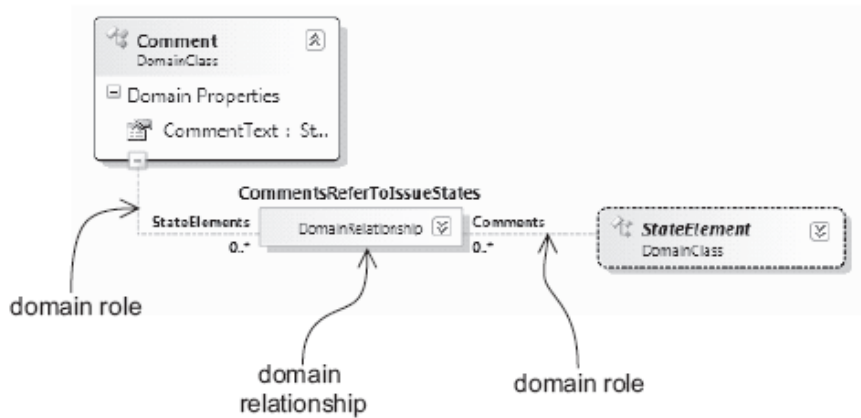 Comment
DomainClass
Domain Properties
CommentText : St..
CommentsReferToIssueStates
StateElements
DomainRelationship
Comments
0..*
0..*
StateElement
DomainClass
domain role
domain
relationship
domain role